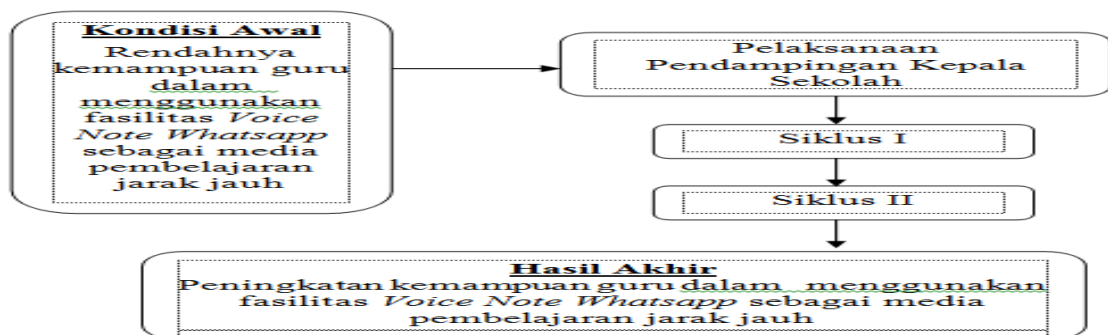 Kondisi Awal
Rendahnya
kemampuan guru
dalam
menggunakan
fasilitas Voice
Note Whatsapp
sebagai media
pembelajaran
jarak jauh
Pelaksanaan
Pendampingan Kepala
Sekolah
Siklus I
Siklus II
Hasil Akhir
Peningkatan kemampuan guru dalam menggunakan
fasilitas Voice Note Whatsapp sebagai media
pembelajaran jarak jauh